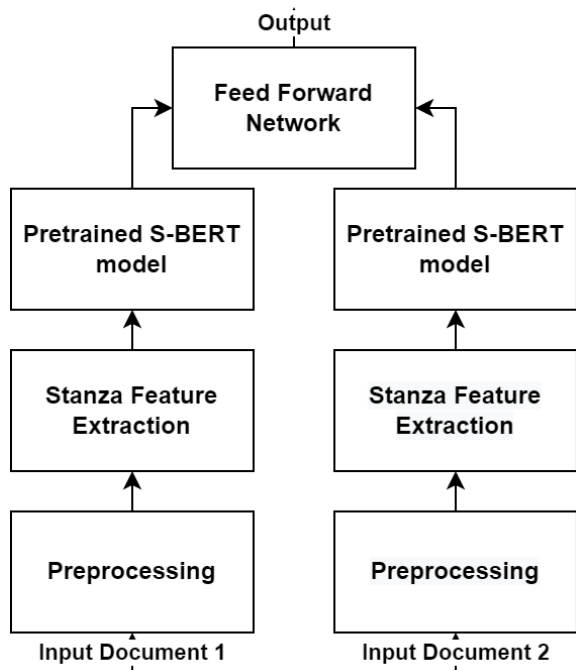 Output
Feed Forward
Network
Pretrained S-BERT
model
Pretrained S-BERT
model
Stanza Feature
Extraction
Stanza Feature
Extraction
Preprocessing
Preprocessing
Input Document 1
Input Document 2